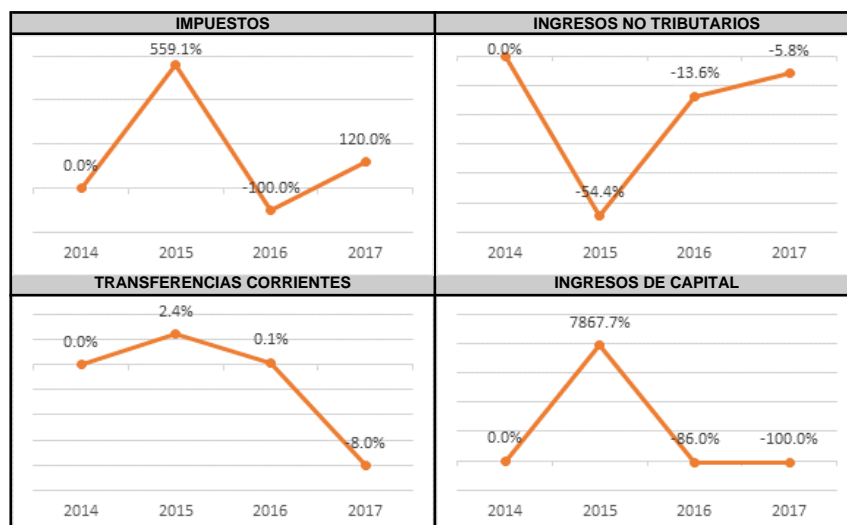 IMPUESTOS
559.1%
0.0%
-100.0%
120.0%
2014 2015 2016 2017
INGRESOS NO TRIBUTARIOS
0.0%
-5.8%
-13.6%
-54.4%
2014 2015 2016 2017
TRANSFERENCIAS CORRIENTES
2.4%
0.0%
0.1%
-8.0%
2014 2015 2016 2017
INGRESOS DE CAPITAL
7867.7%
0.0%
-86.0%
-100.0%
2014 2015 2016 2017